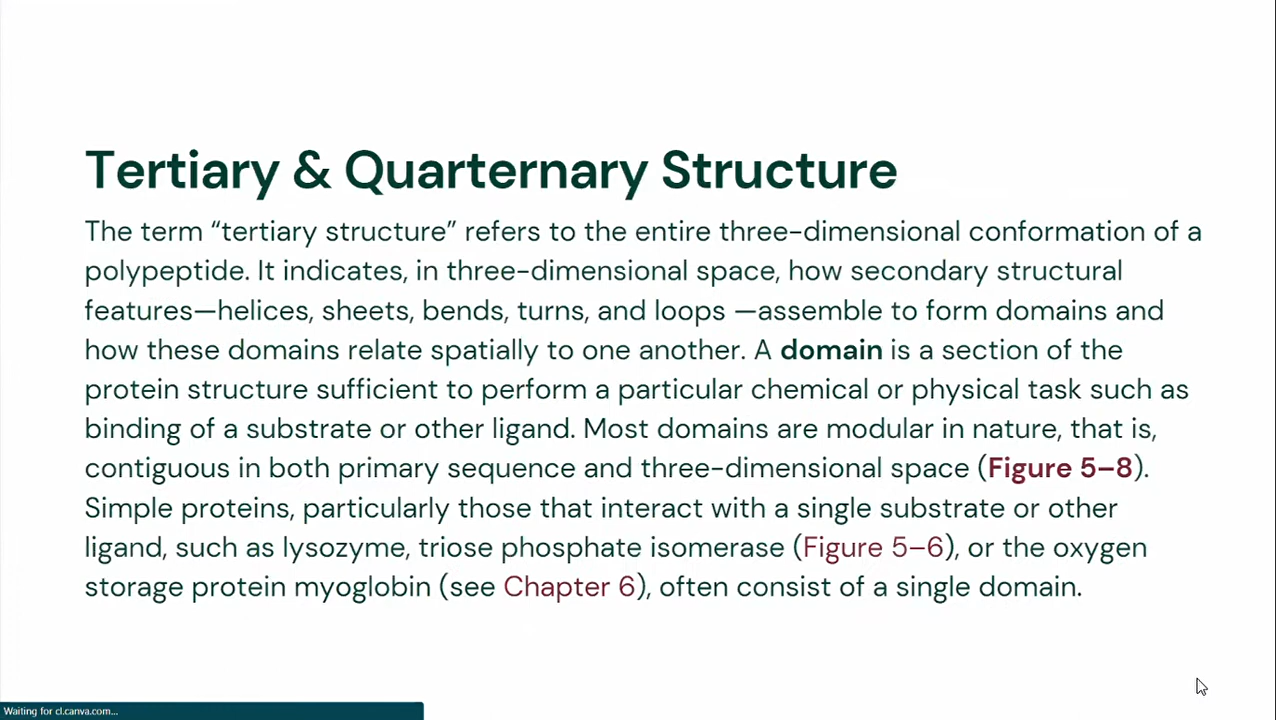 Tertiary & Quarternary Structure
The term “tertiary structure” refers to the entire three-dimensional conformation of a
polypeptide. It indicates, in three-dimensional space, how secondary structural
features—helices, sheets, bends, turns, and loops —assemble to form domains and
how these domains relate spatially to one another. A domain is a section of the
protein structure sufficient to perform a particular chemical or physical task such as
binding of a substrate or other ligand. Most domains are modular in nature, that is,
contiguous in both primary sequence and three-dimensional space (Figure 5–8).
Simple proteins, particularly those that interact with a single substrate or other
ligand, such as lysozyme, triose phosphate isomerase (Figure 5–6), or the oxygen
storage protein myoglobin (see Chapter 6), often consist of a single domain.
Waiting for cl.canva.com...